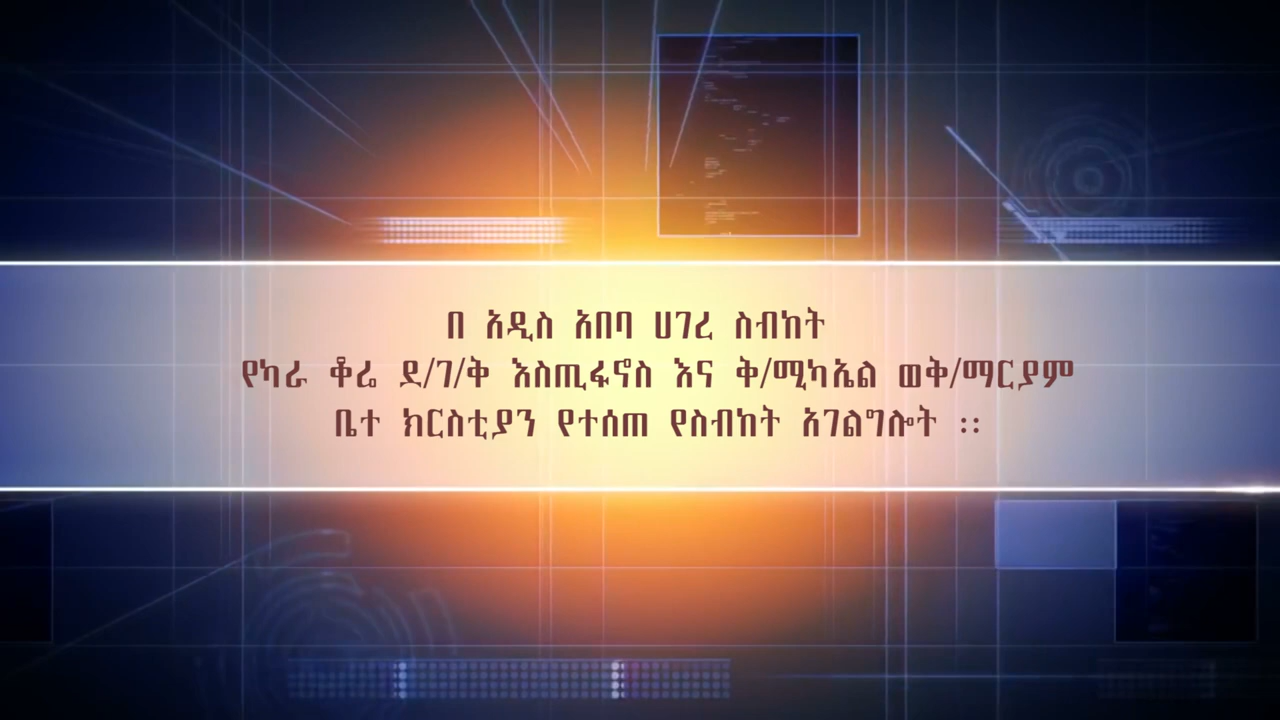 በ አዲስ አበባ ሀገረ ስብከት
የካራ ቆሬ ደ/ገ/ቅ እስጢፋኖስ እና ቅ/ሚካኤል ወቅ/ማርያም
ቤተ ክርስቲያን የተሰጠ የስብከት አገልግሎት ፡፡